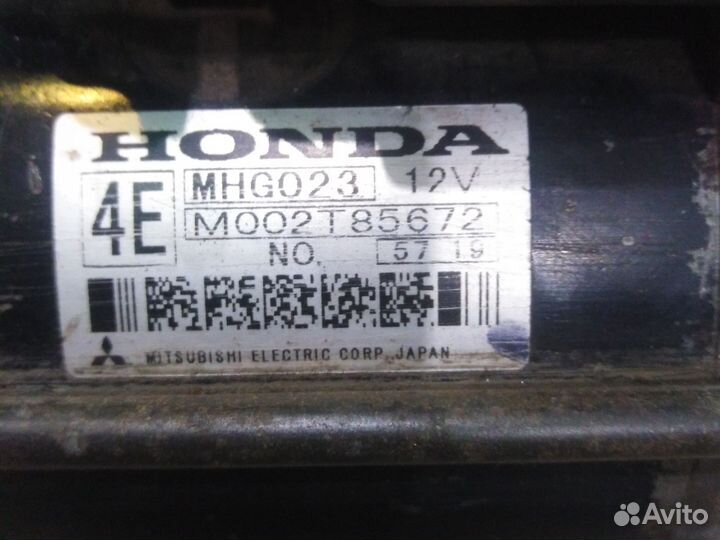 HONDA
4E MHG023 12V
M002T85672
NO. 57 19
MITSUBISHI ELECTRIC CORP. JAPAN
Avito